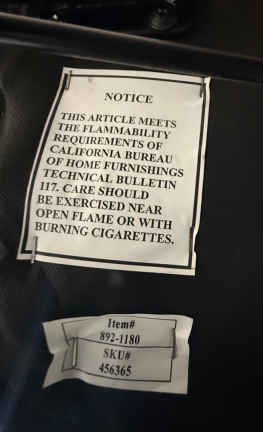 NOTICE
THIS ARTICLE MEETS
THE FLAMMABILITY
REQUIREMENTS OF
CALIFORNIA BUREAU
OF HOME FURNISHINGS
TECHNICAL BULLETIN
117. CARE SHOULD
BE EXERCISED NEAR
OPEN FLAME OR WITH
BURNING CIGARETTES.
Item#
892-1180
SKU#
456365